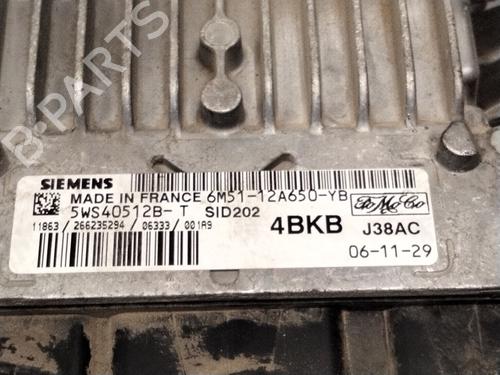 B-PARTS
SIEMENS
MADE IN FRANCE 6M51-12A650-YB
5WS40512B-T SID202
11863/ 266235294 / 06333/ 001A9
4BKB
FoMoCo
J38AC
06-11-29